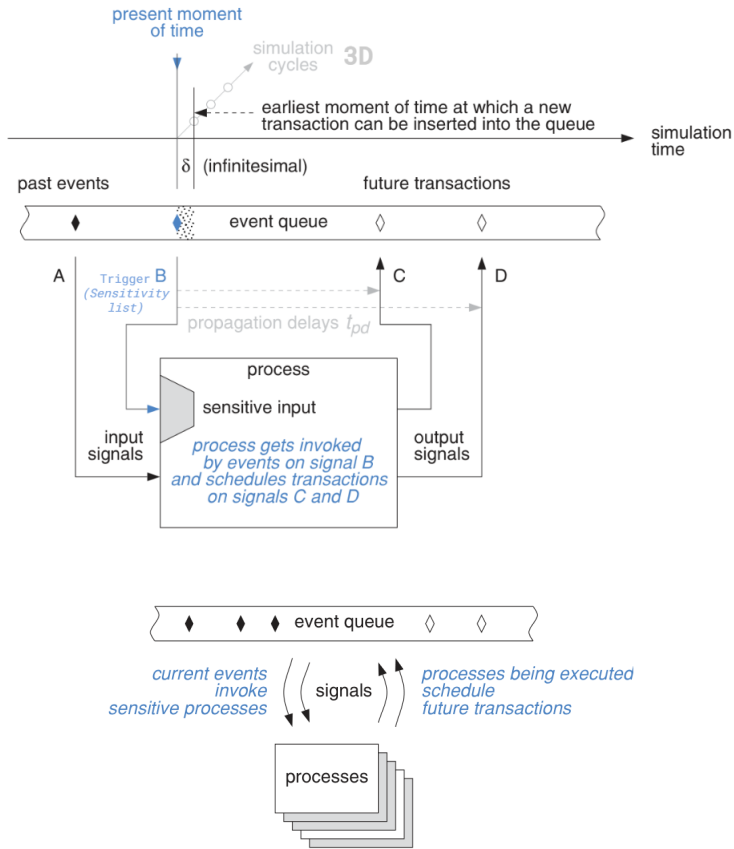 present moment
of time
simulation
cycles 3D
earliest moment of time at which a new
transaction can be inserted into the queue
simulation
time
δ (infinitesimal)
past events
future transactions
event queue
A
Trigger B
(Sensitivity
list)
C
D
propagation delays tpd
process
sensitive input
input
signals
output
signals
process gets invoked
by events on signal B
and schedules transactions
on signals C and D
event queue
current events
invoke
sensitive processes
signals
processes being executed
schedule
future transactions
processes